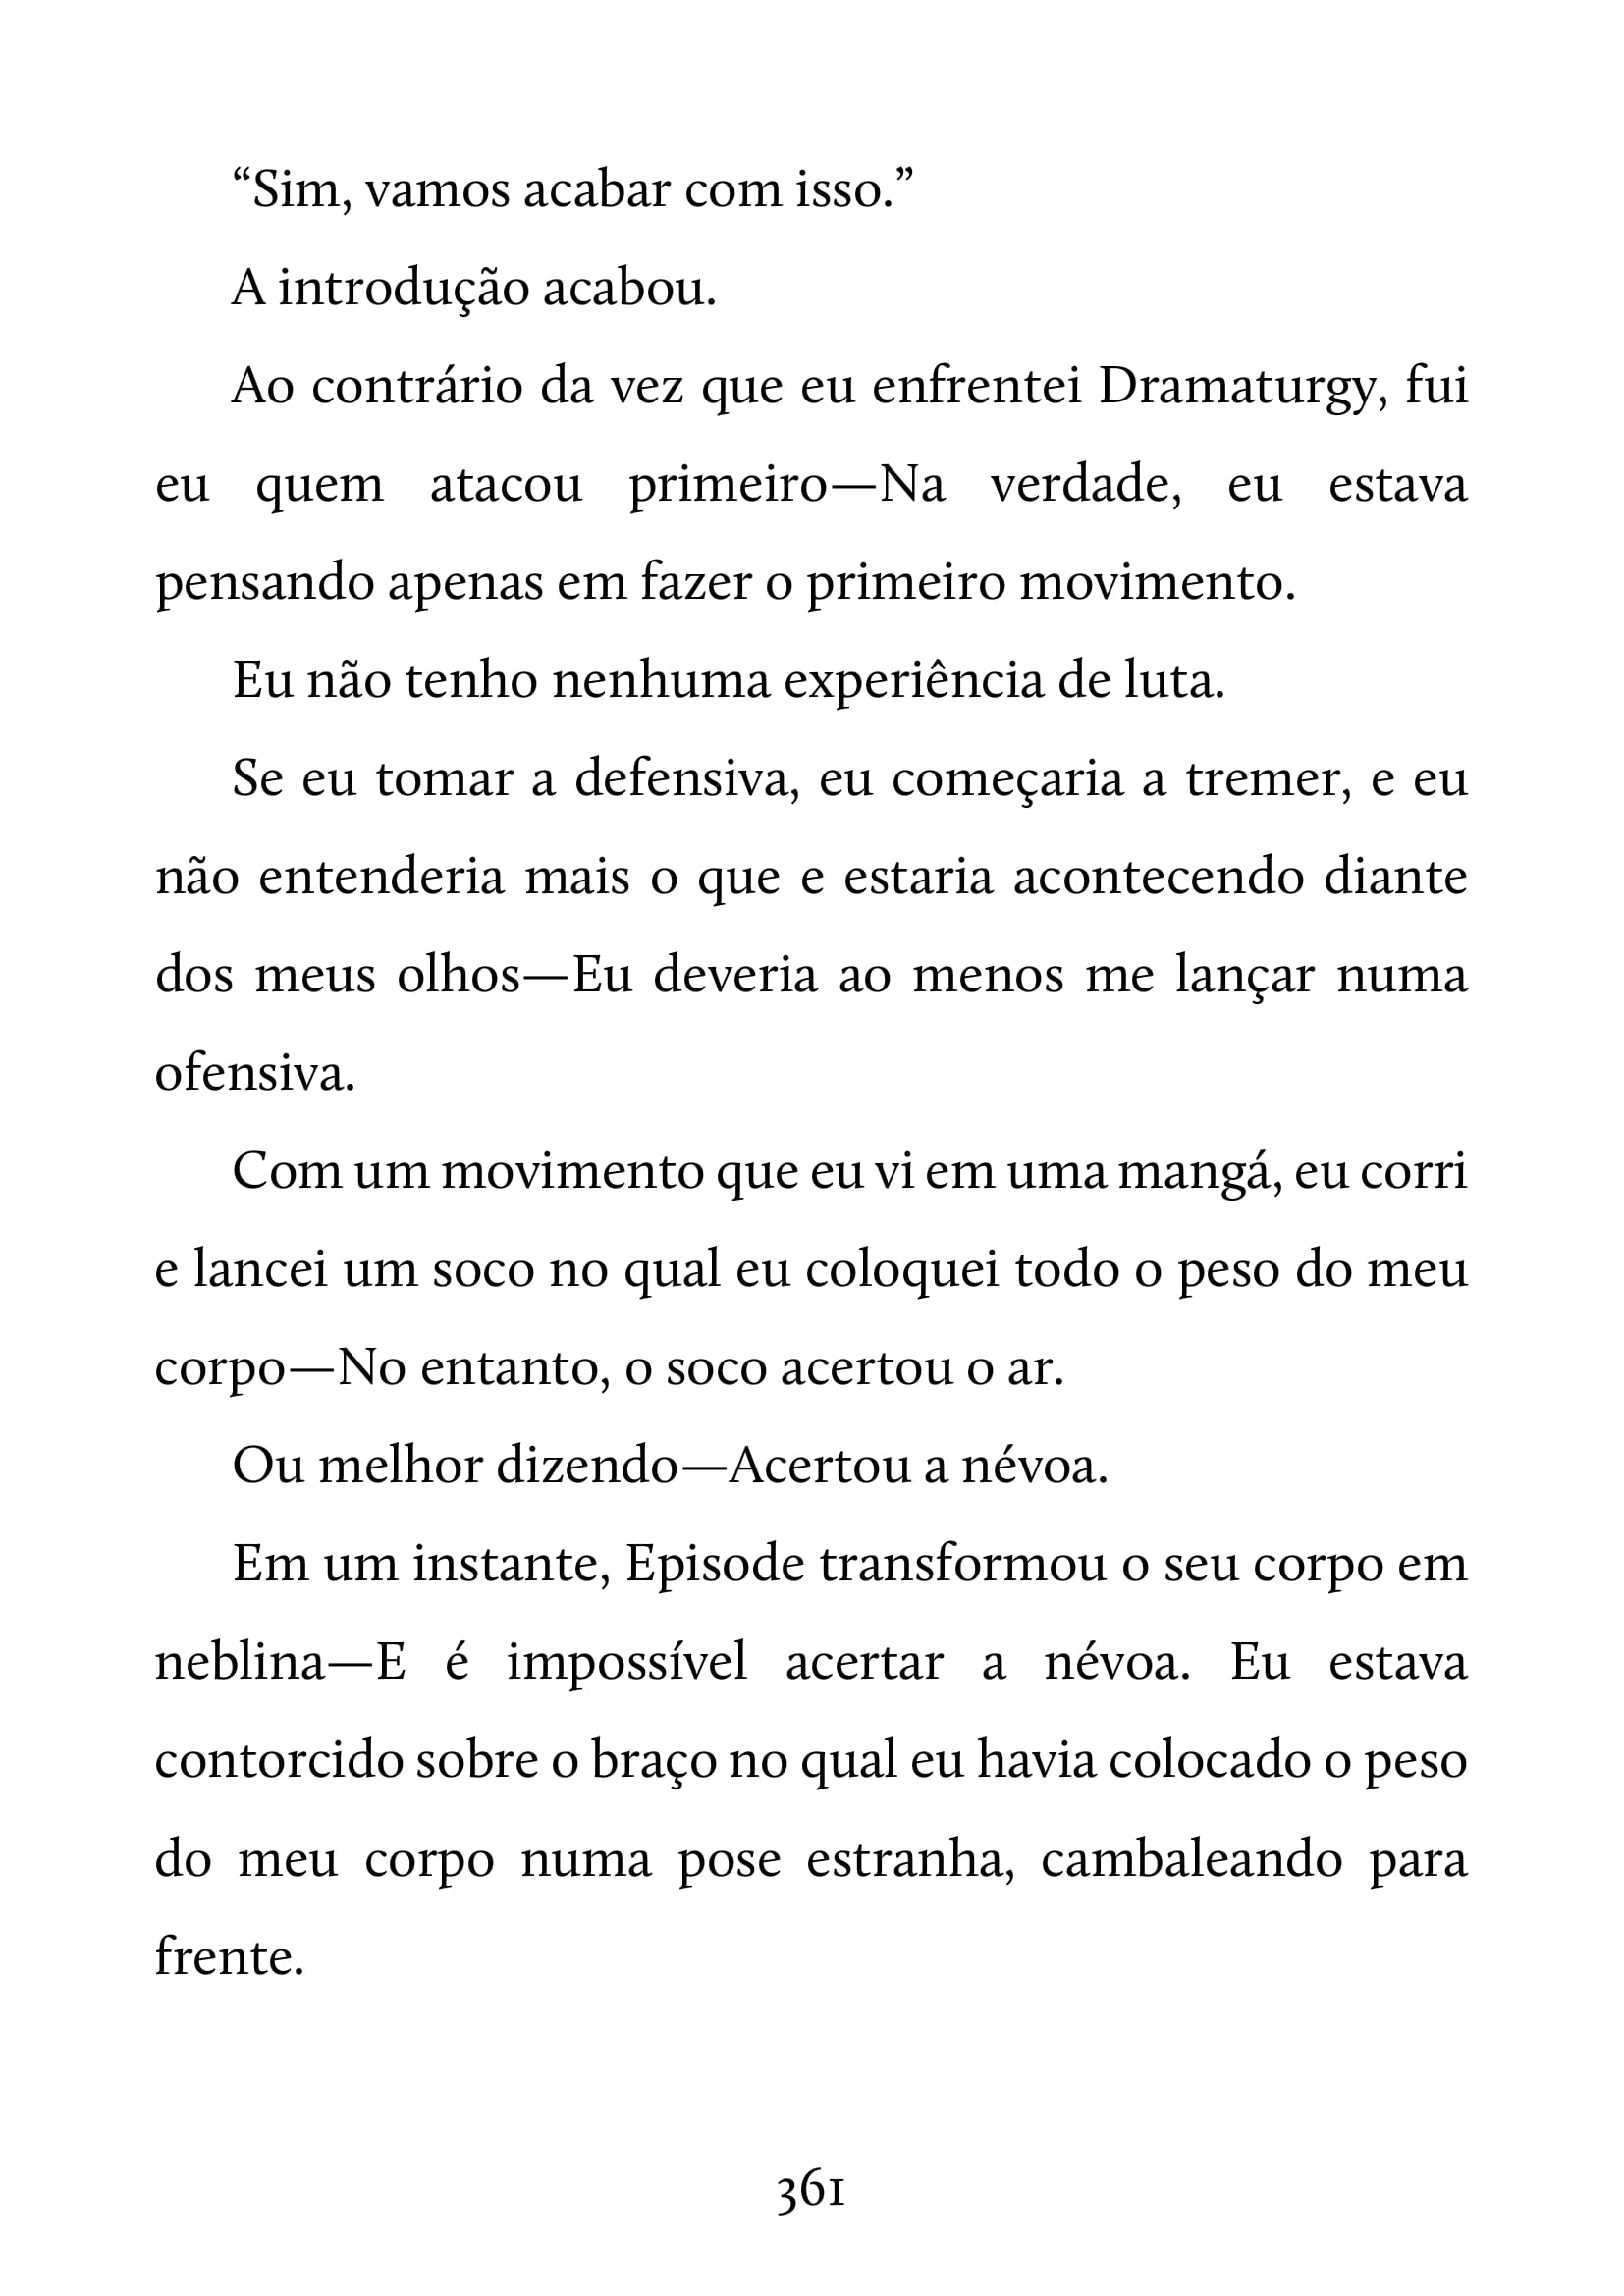 “Sim, vamos acabar com isso.”
A introdução acabou.
Ao contrário da vez que eu enfrentei Dramaturgy, fui
eu quem atacou primeiro—Na verdade, eu estava
pensando apenas em fazer o primeiro movimento.
Eu não tenho nenhuma experiência de luta.
Se eu tomar a defensiva, eu começaria a tremer, e eu
não entenderia mais o que e estaria acontecendo diante
dos meus olhos—Eu deveria ao menos me lançar numa
ofensiva.
Com um movimento que eu vi em uma mangá, eu corri
e lancei um soco no qual eu coloquei todo o peso do meu
corpo—No entanto, o soco acertou o ar.
Ou melhor dizendo—Acertou a névoa.
Em um instante, Episode transformou o seu corpo em
neblina—E é impossível acertar a névoa. Eu estava
contorcido sobre o braço no qual eu havia colocado o peso
do meu corpo numa pose estranha, cambaleando para
frente.
361